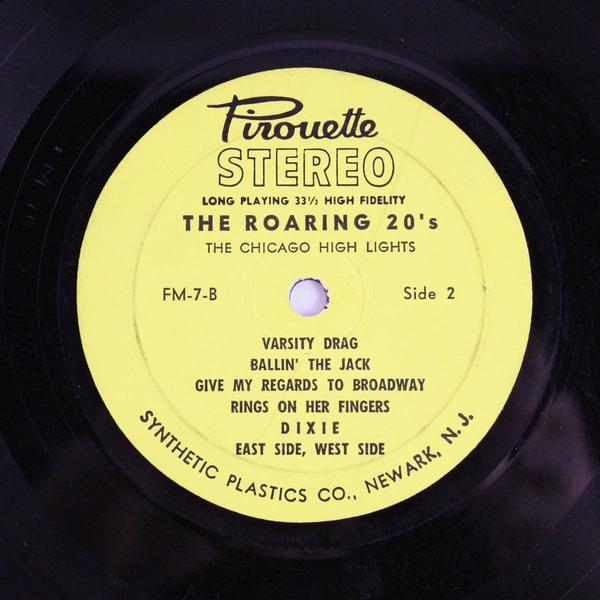 Pirouette
STEREO
LONG PLAYING 33⅓ HIGH FIDELITY
THE ROARING 20's
THE CHICAGO HIGH LIGHTS
FM-7-B
Side 2
VARSITY DRAG
BALLIN' THE JACK
GIVE MY REGARDS TO BROADWAY
RINGS ON HER FINGERS
DIXIE
EAST SIDE, WEST SIDE
SYNTHETIC PLASTICS CO., NEWARK, N.J.